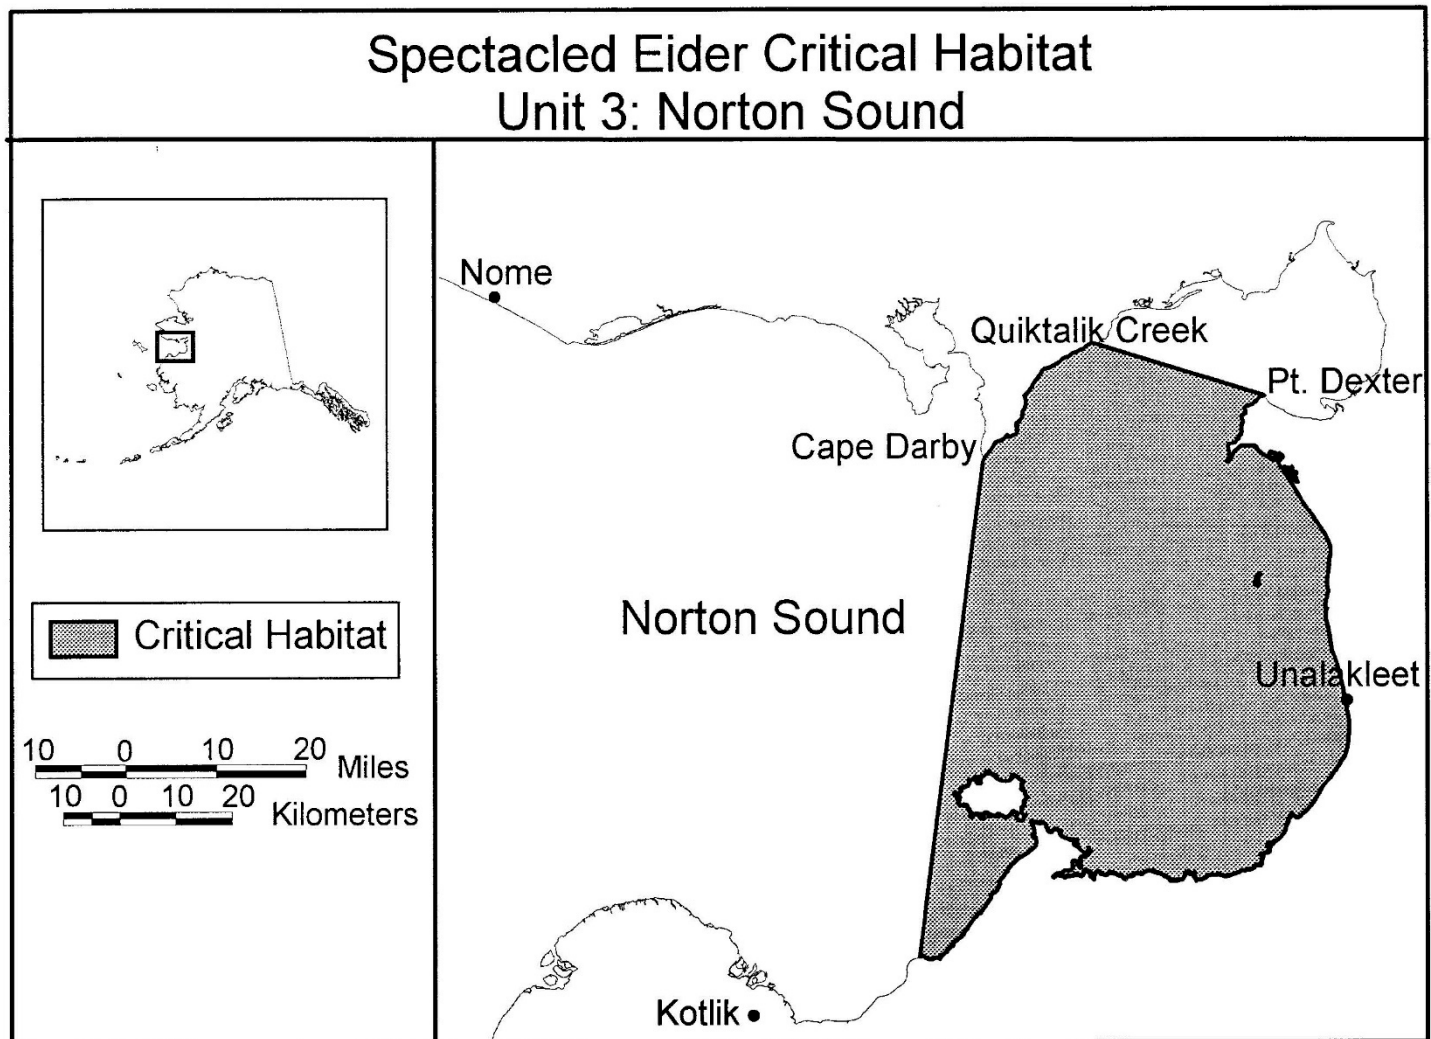 Spectacled Eider Critical Habitat
Unit 3: Norton Sound
Nome
Quiktalik Creek
Pt. Dexter
Cape Darby
Norton Sound
Critical Habitat
Unalakleet
10 0 10 20 Miles
10 0 10 20 Kilometers
Kotlik